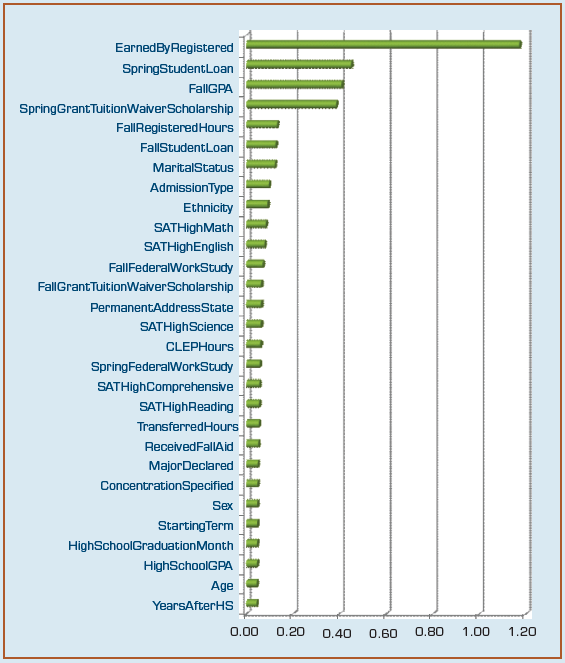 EarnedByRegistered
SpringStudentLoan
FallGPA
SpringGrantTuitionWaiverScholarship
FallRegisteredHours
FallStudentLoan
MaritalStatus
AdmissionType
Ethnicity
SATHighMath
SATHighEnglish
FallFederalWorkStudy
FallGrantTuitionWaiverScholarship
PermanentAddressState
SATHighScience
CLEPHours
SpringFederalWorkStudy
SATHighComprehensive
SATHighReading
TransferredHours
ReceivedFallAid
MajorDeclared
ConcentrationSpecified
Sex
StartingTerm
HighSchoolGraduationMonth
HighSchoolGPA
Age
YearsAfterHS
0.00 0.20 0.40 0.60 0.80 1.00 1.20